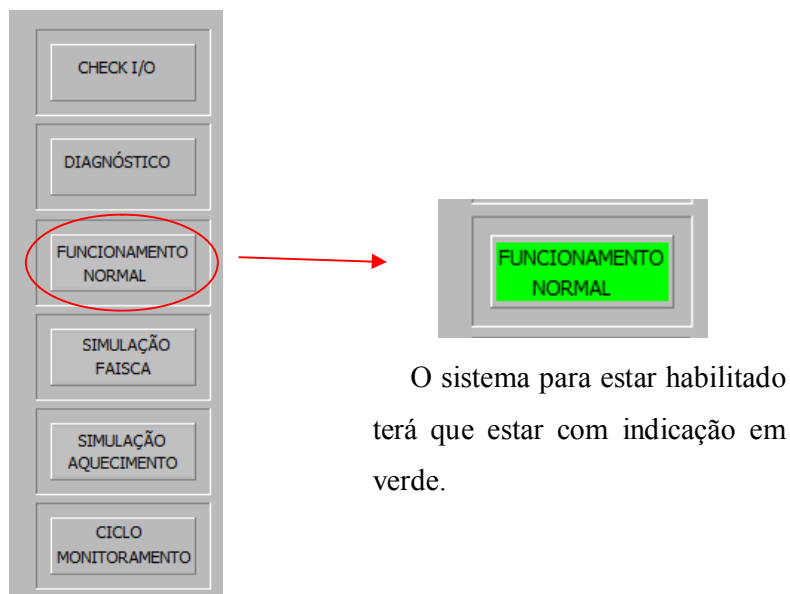 CHECK I/O
DIAGNÓSTICO
FUNCIONAMENTO
NORMAL
SIMULAÇÃO
FAISCA
SIMULAÇÃO
AQUECIMENTO
CICLO
MONITORAMENTO
FUNCIONAMENTO
NORMAL
O sistema para estar habilitado
terá que estar com indicação em
verde.